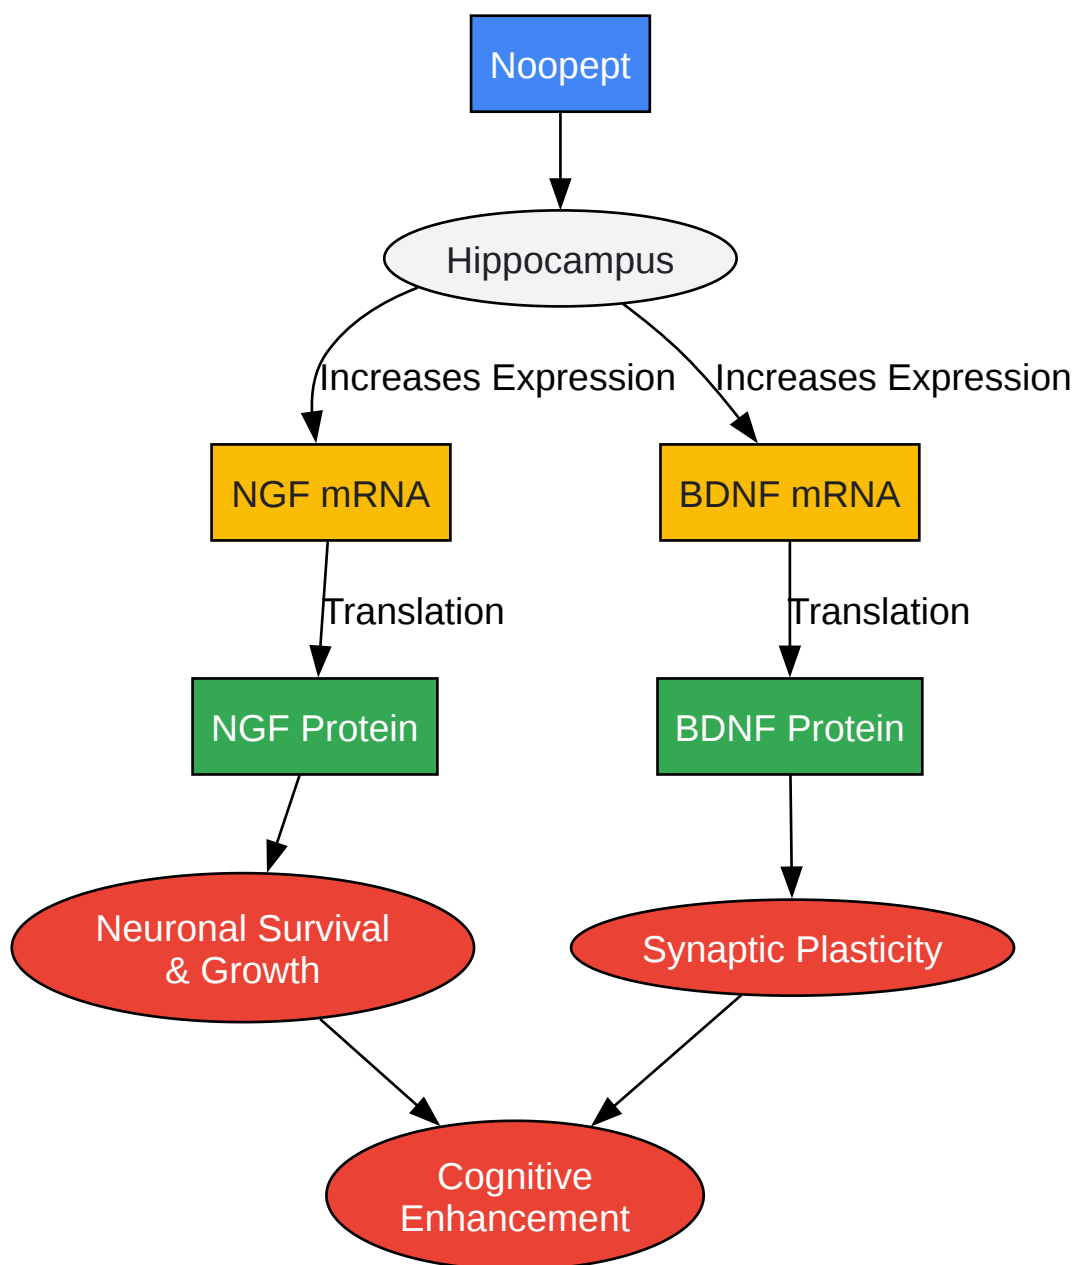 Noopept
Hippocampus
Increases Expression
Increases Expression
NGF mRNA
BDNF mRNA
Translation
Translation
NGF Protein
BDNF Protein
Neuronal Survival
& Growth
Synaptic Plasticity
Cognitive
Enhancement